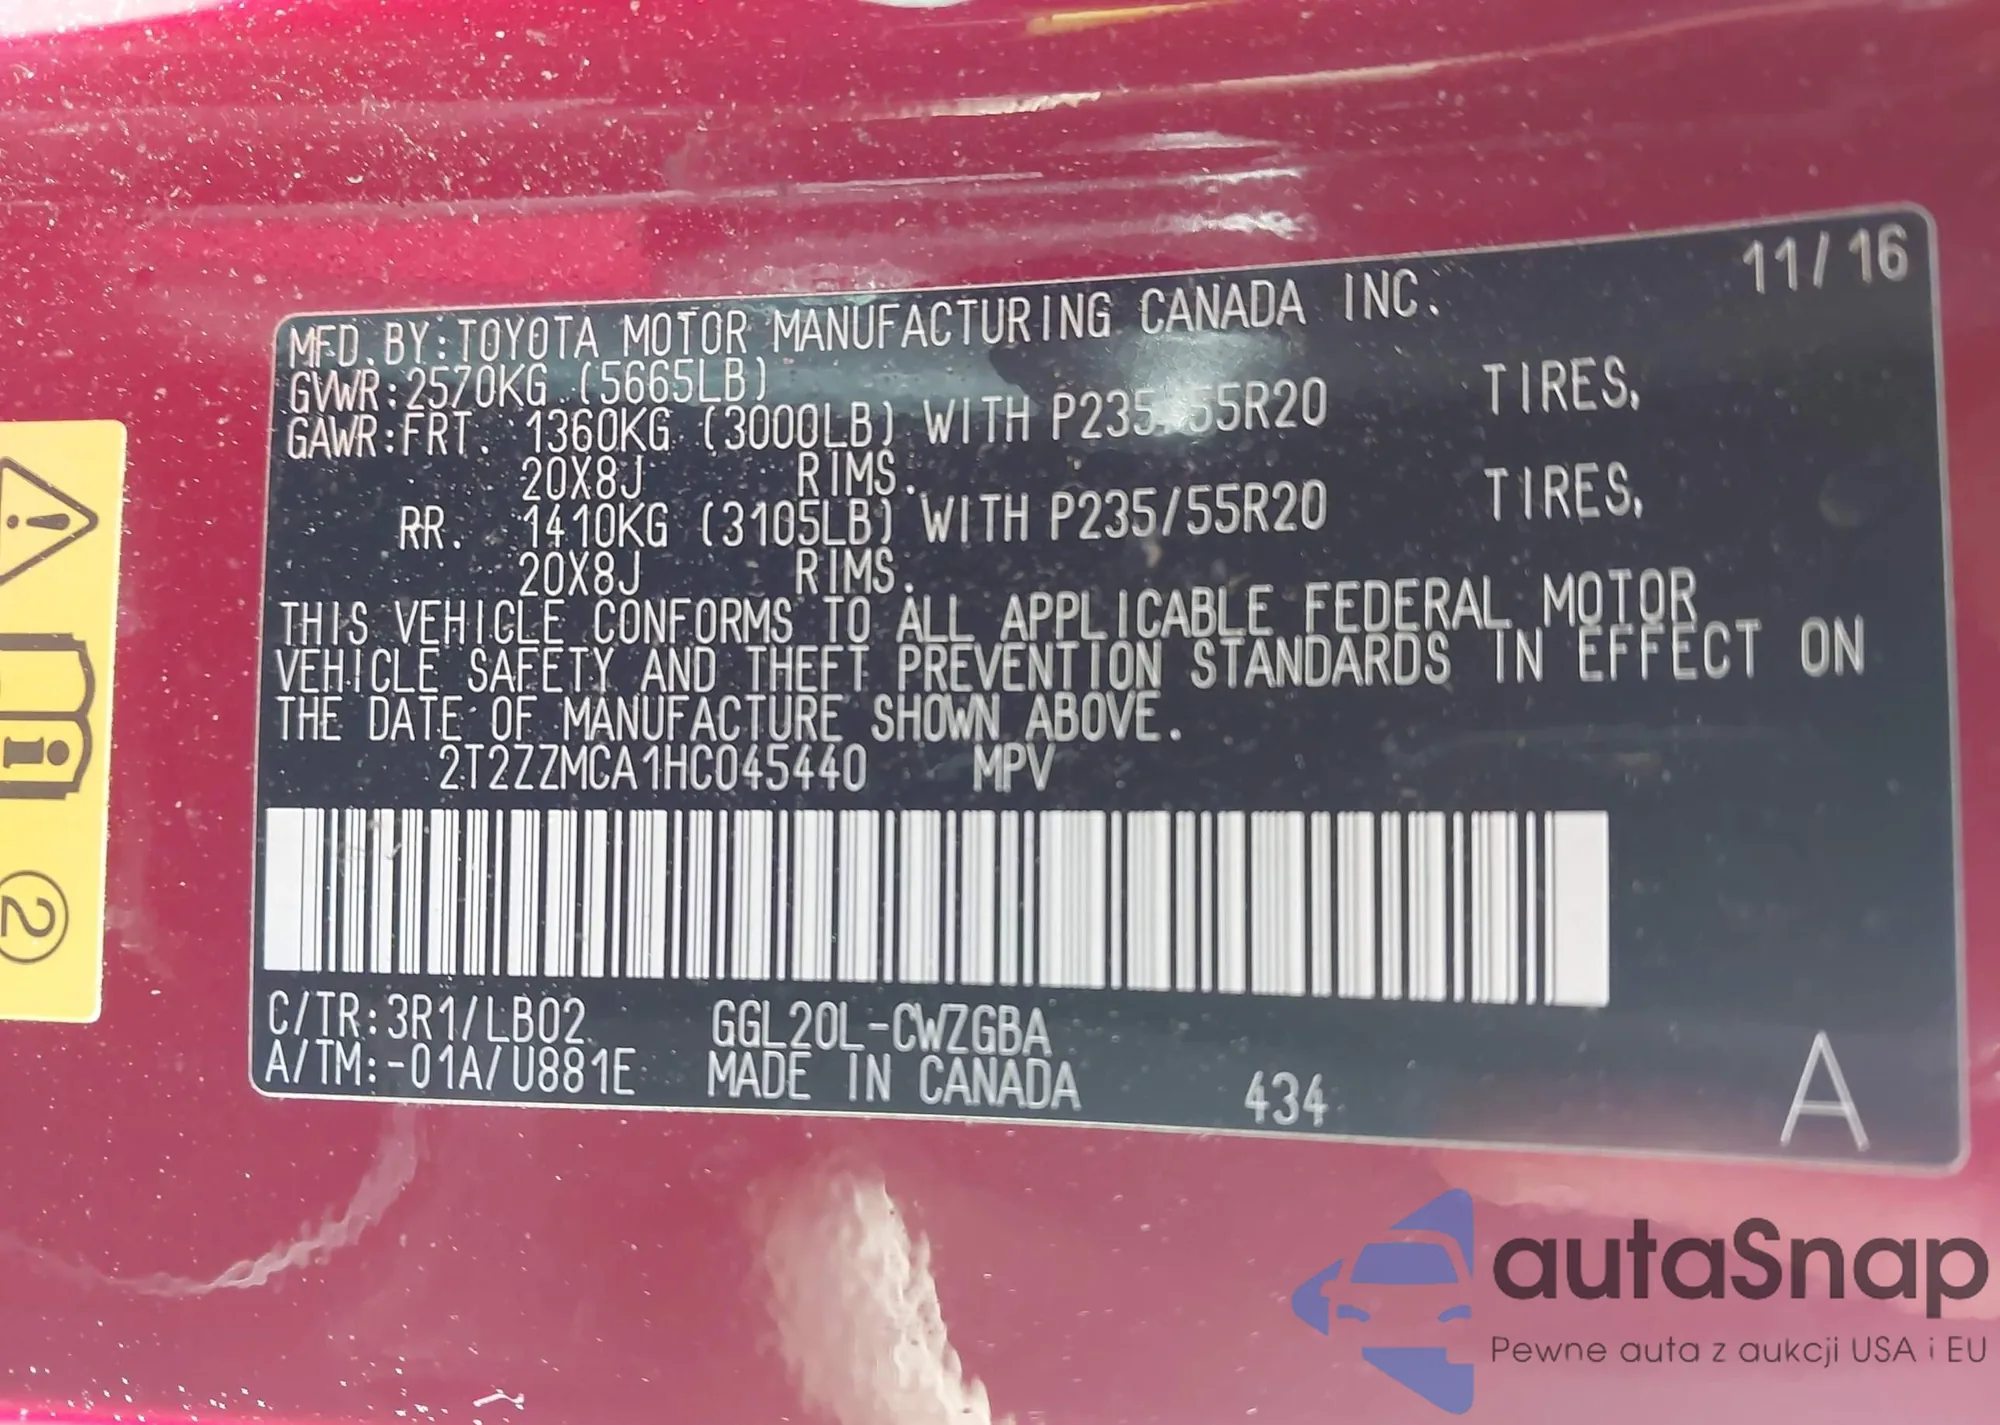 11/16
MFD. BY: TOYOTA MOTOR MANUFACTURING CANADA INC.
GVWR: 2570KG (5665LB)
GAWR: FRT. 1360KG (3000LB) WITH P235/55R20 TIRES,
20X8J RIMS.
RR. 1410KG (3105LB) WITH P235/55R20 TIRES,
20X8J RIMS.
THIS VEHICLE CONFORMS TO ALL APPLICABLE FEDERAL MOTOR
VEHICLE SAFETY AND THEFT PREVENTION STANDARDS IN EFFECT ON
THE DATE OF MANUFACTURE SHOWN ABOVE.
2T2ZZMCA1HC045440 MPV
C/TR: 3R1/LB02 GGL20L-CWZGBA
A/TM: -01A/U881E MADE IN CANADA 434 A
2
autaSnap
Pewne auta z aukcji USA i EU